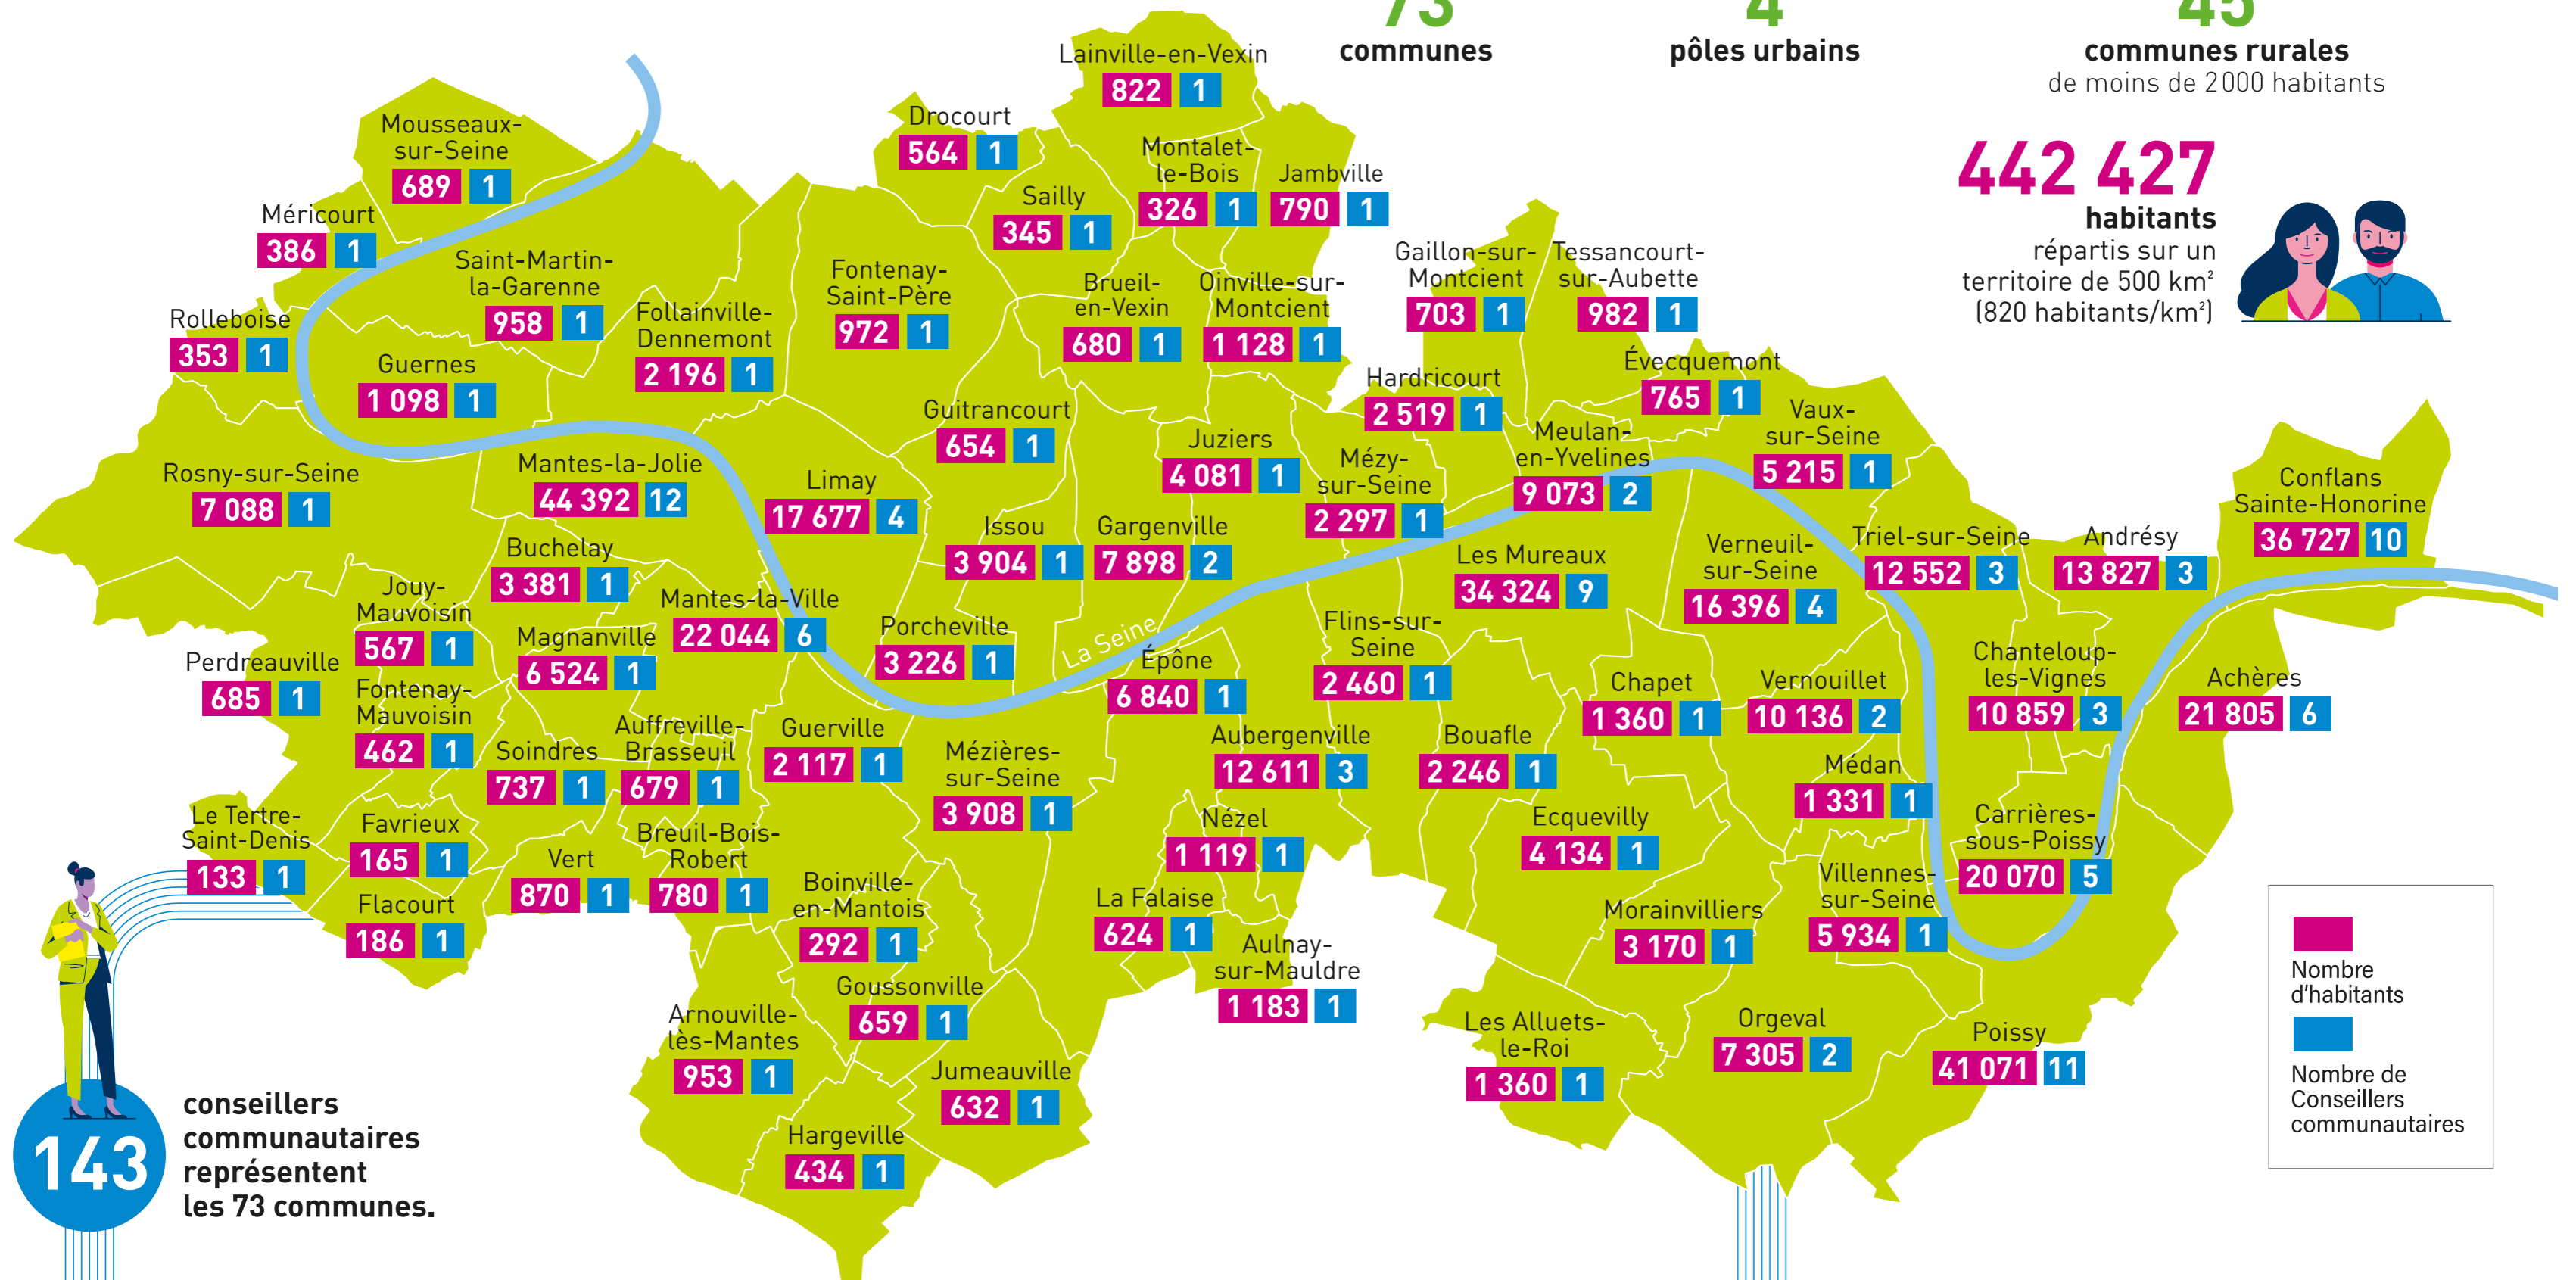 73
communes
4
pôles urbains
45
communes rurales
de moins de 2000 habitants
442 427
habitants
répartis sur un
territoire de 500 km²
(820 habitants/km²)
Lainville-en-Vexin
822 1
Drocourt
564 1
Mousseaux-
sur-Seine
689 1
Montalet-
le-Bois
326 1
Jambville
790 1
Sailly
345 1
Méricourt
386 1
Saint-Martin-
la-Garenne
958 1
Fontenay-
Saint-Père
972 1
Brueil-
en-Vexin
680 1
Oinville-sur-
Montcient
1 128 1
Gaillon-sur-
Montcient
703 1
Tessancourt-
sur-Aubette
982 1
Rolleboise
353 1
Follainville-
Dennemont
2 196 1
Guernes
1 098 1
Évecquemont
765 1
Hardricourt
2 519 1
Guitrancourt
654 1
Vaux-
sur-Seine
5 215 1
Juziers
4 081 1
Mézy-
sur-Seine
2 297 1
Meulan-
en-Yvelines
9 073 2
Rosny-sur-Seine
7 088 1
Mantes-la-Jolie
44 392 12
Limay
17 677 4
Conflans
Sainte-Honorine
36 727 10
Issou
3 904 1
Gargenville
7 898 2
Les Mureaux
34 324 9
Verneuil-
sur-Seine
16 396 4
Triel-sur-Seine
12 552 3
Andrésy
13 827 3
Buchelay
3 381 1
Jouy-
Mauvoisin
567 1
Mantes-la-Ville
22 044 6
Magnanville
6 524 1
Porcheville
3 226 1
La Seine
Épône
6 840 1
Flins-sur-
Seine
2 460 1
Chapet
1 360 1
Vernouillet
10 136 2
Chanteloup-
les-Vignes
10 859 3
Achères
21 805 6
Perdreauville
685 1
Fontenay-
Mauvoisin
462 1
Soindres
737 1
Auffreville-
Brasseuil
679 1
Guerville
2 117 1
Mézières-
sur-Seine
3 908 1
Aubergenville
12 611 3
Bouafle
2 246 1
Médan
1 331 1
Le Tertre-
Saint-Denis
133 1
Favrieux
165 1
Vert
870 1
Breuil-Bois-
Robert
780 1
Nézel
1 119 1
Ecquevilly
4 134 1
Carrières-
sous-Poissy
20 070 5
Villennes-
sur-Seine
5 934 1
Flacourt
186 1
Boinville-
en-Mantois
292 1
La Falaise
624 1
Aulnay-
sur-Mauldre
1 183 1
Morainvilliers
3 170 1
Goussonville
659 1
Arnouville-
lès-Mantes
953 1
Les Alluets-
le-Roi
1 360 1
Orgeval
7 305 2
Poissy
41 071 11
Jumeauville
632 1
Hargeville
434 1
143
conseillers
communautaires
représentent
les 73 communes.
Nombre
d'habitants
Nombre de
Conseillers
communautaires